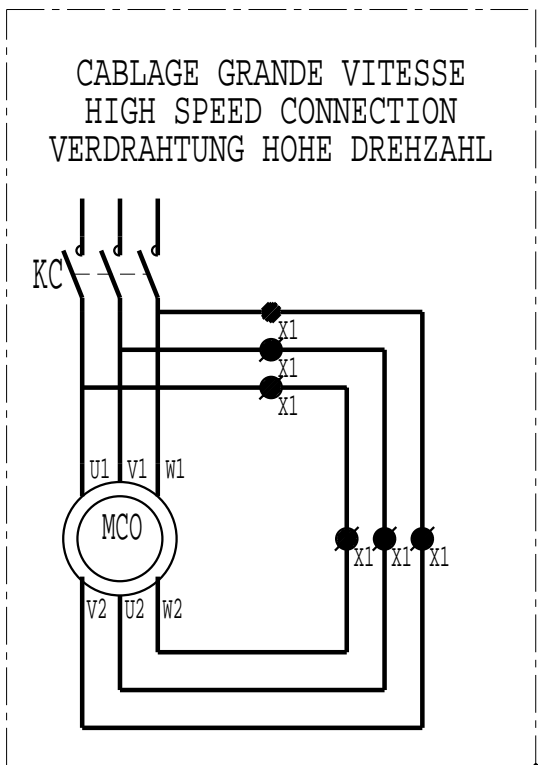 CABLAGE GRANDE VITESSE
HIGH SPEED CONNECTION
VERDRAHTUNG HOHE DREHZAHL
KC
X1
X1
X1
U1 V1 W1
MCO
X1 X1 X1
V2 U2 W2